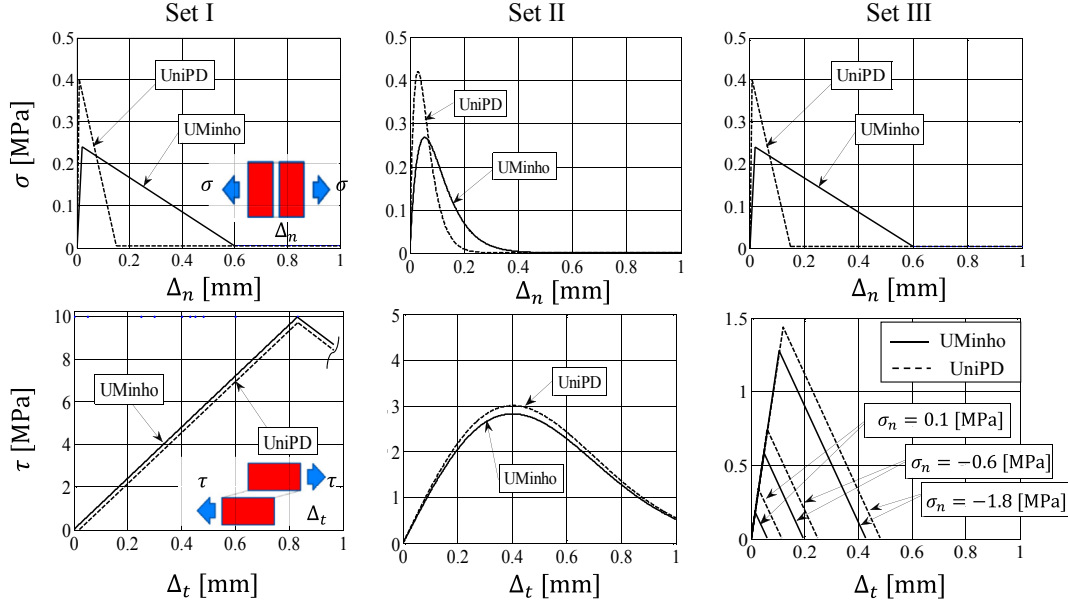 Set I
Set II
Set III
σ [MPa]
0.5
0.4
0.3
0.2
0.1
0
UniPD
UMinho
σ
σ
Δn
0
0.2
0.4
0.6
0.8
1
Δn [mm]
0.5
0.4
0.3
0.2
0.1
0
UniPD
UMinho
0
0.2
0.4
0.6
0.8
1
Δn [mm]
0.5
0.4
0.3
0.2
0.1
0
UniPD
UMinho
0
0.2
0.4
0.6
0.8
1
Δn [mm]
τ [MPa]
10
8
6
4
2
0
UMinho
UniPD
τ
τ
Δt
0
0.2
0.4
0.6
0.8
1
Δt [mm]
5
4
3
2
1
0
UniPD
UMinho
0
0.2
0.4
0.6
0.8
1
Δt [mm]
1.5
1
0.5
0
UMinho
UniPD
σn = 0.1 [MPa]
σn = −0.6 [MPa]
σn = −1.8 [MPa]
0
0.2
0.4
0.6
0.8
1
Δt [mm]